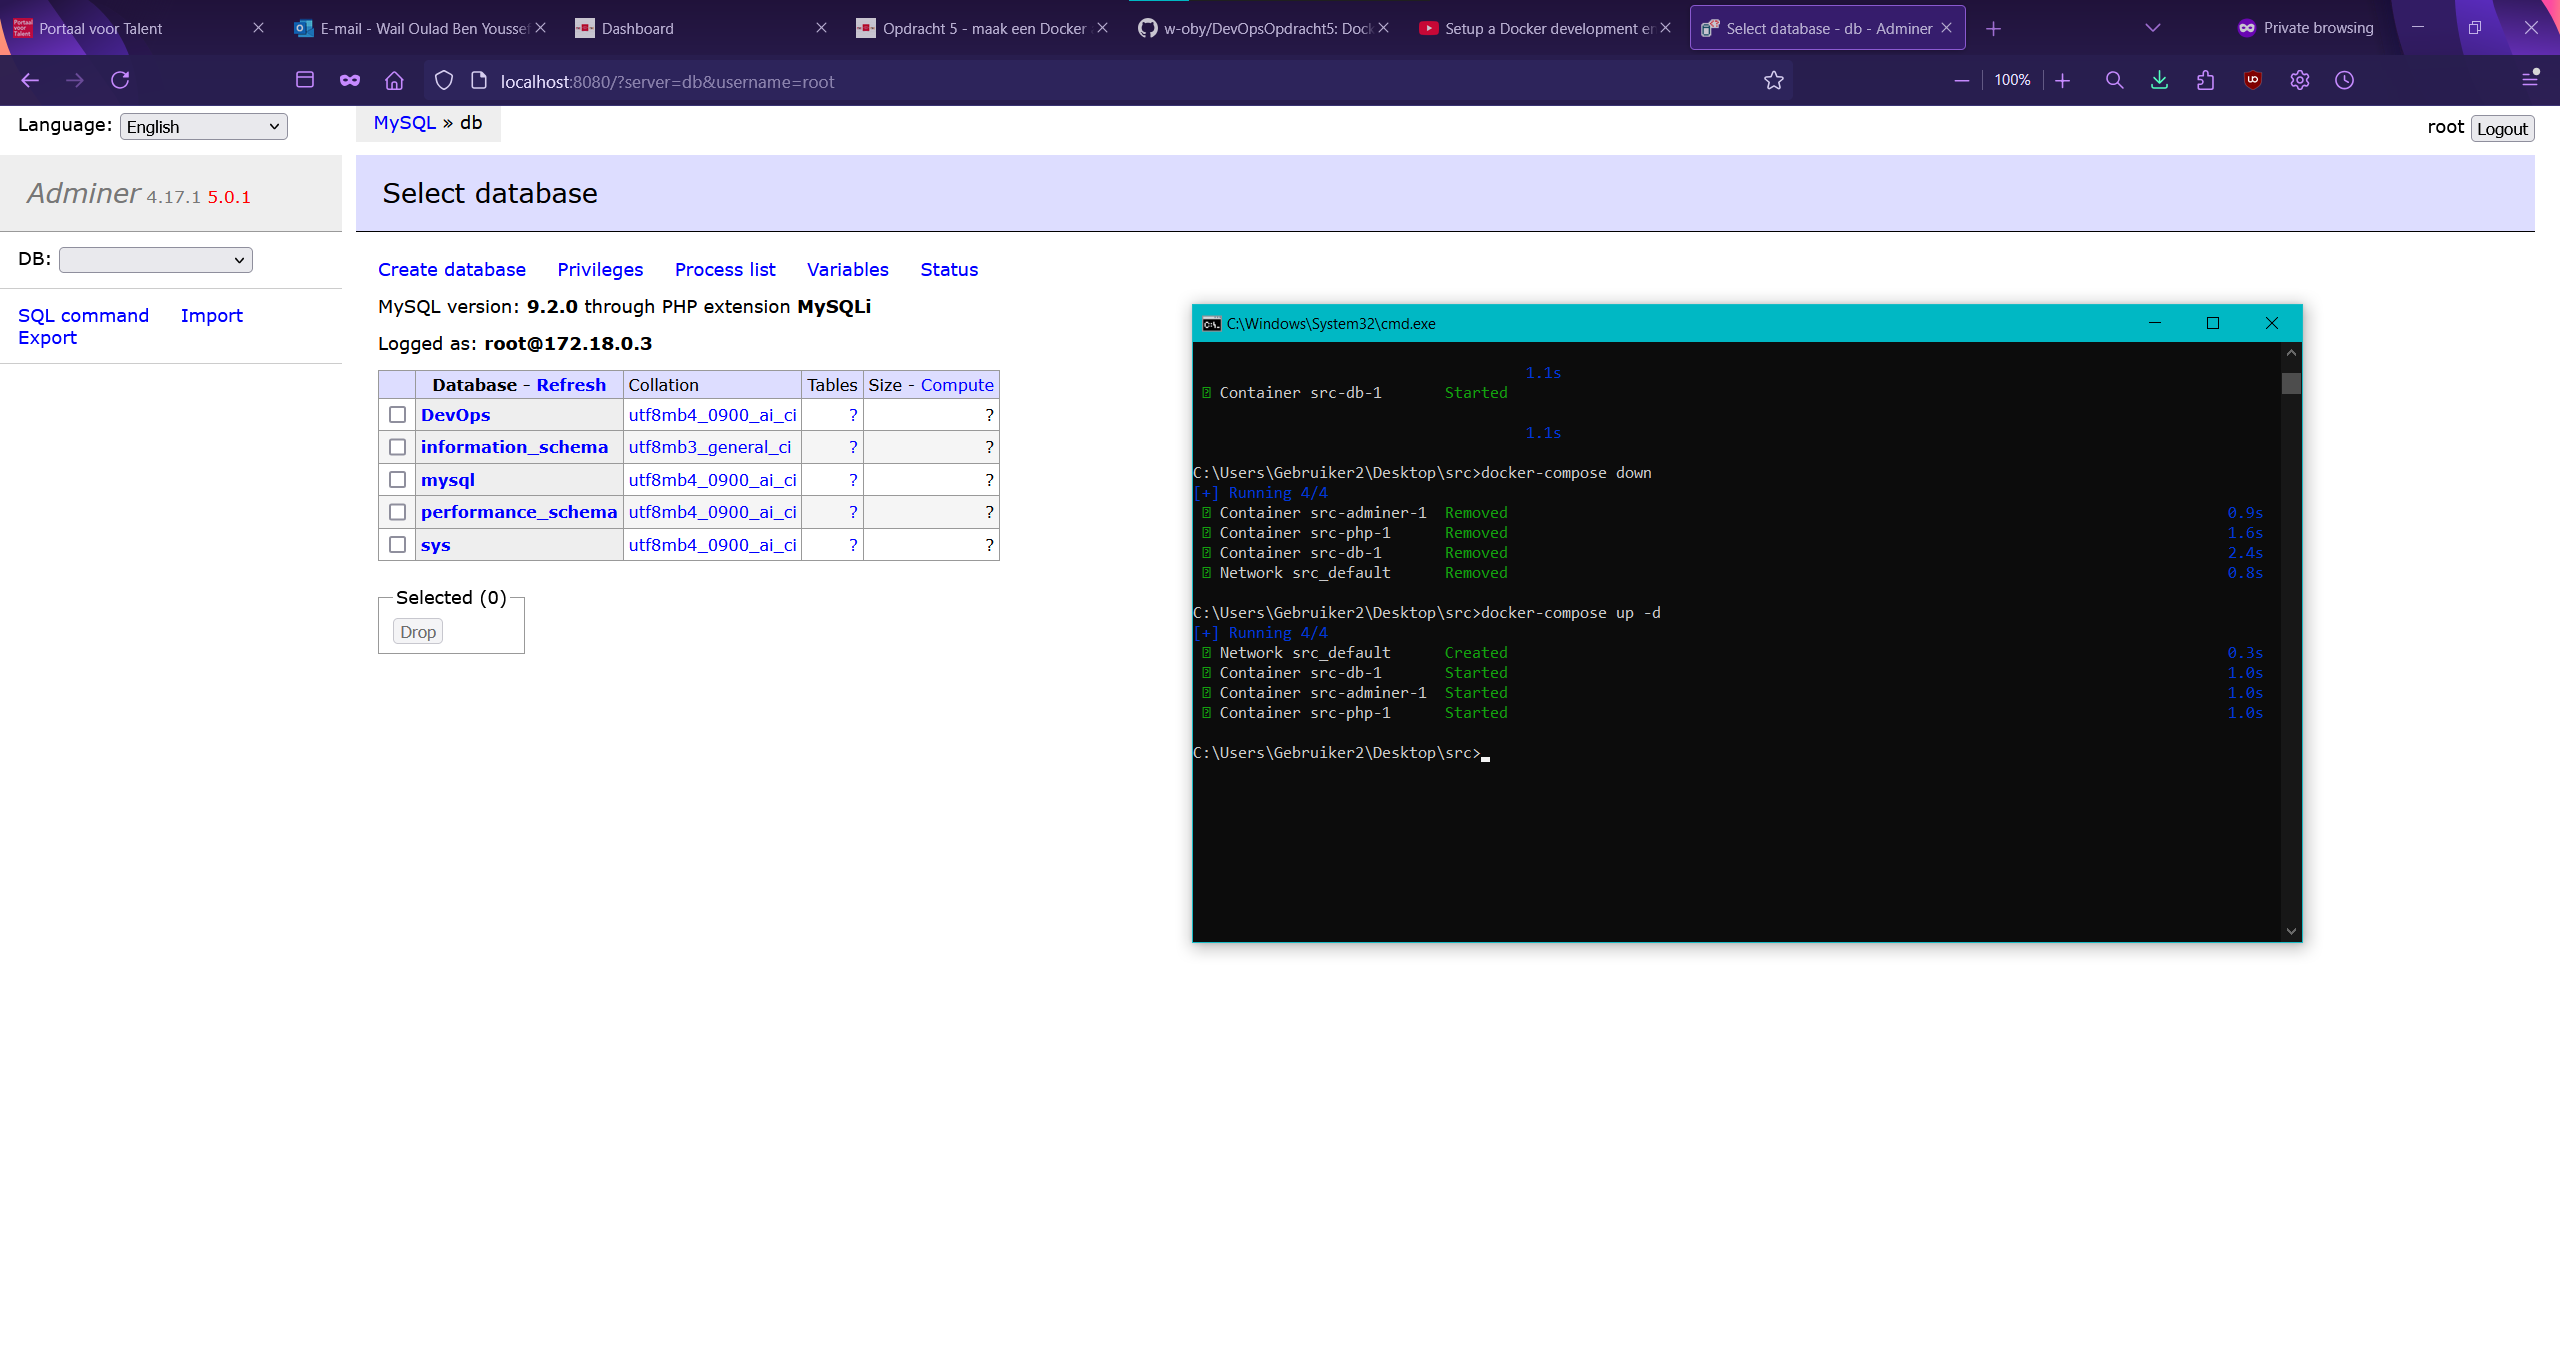 Portaal voor Talent
E-mail - Wail Oulad Ben Yousse
Dashboard
Opdracht 5 - maak een Docker
w-oby/DevOpsOpdracht5: Dock
Setup a Docker development en
Select database - db - Adminer
Private browsing
localhost:8080/?server=db&username=root
100%
Language: English
MySQL » db
root Logout
Adminer 4.17.1 5.0.1
Select database
DB:
SQL command Import
Export
Create database Privileges Process list Variables Status
MySQL version: 9.2.0 through PHP extension MySQLi
Logged as: root@172.18.0.3
Database - Refresh Collation Tables Size - Compute
DevOps utf8mb4_0900_ai_ci ? ?
information_schema utf8mb3_general_ci ? ?
mysql utf8mb4_0900_ai_ci ? ?
performance_schema utf8mb4_0900_ai_ci ? ?
sys utf8mb4_0900_ai_ci ? ?
Selected (0)
Drop
C:\Windows\System32\cmd.exe
1.1s
Container src-db-1 Started
1.1s
C:\Users\Gebruiker2\Desktop\src>docker-compose down
[+] Running 4/4
Container src-adminer-1 Removed 0.9s
Container src-php-1 Removed 1.6s
Container src-db-1 Removed 2.4s
Network src_default Removed 0.8s
C:\Users\Gebruiker2\Desktop\src>docker-compose up -d
[+] Running 4/4
Network src_default Created 0.3s
Container src-db-1 Started 1.0s
Container src-adminer-1 Started 1.0s
Container src-php-1 Started 1.0s
C:\Users\Gebruiker2\Desktop\src>